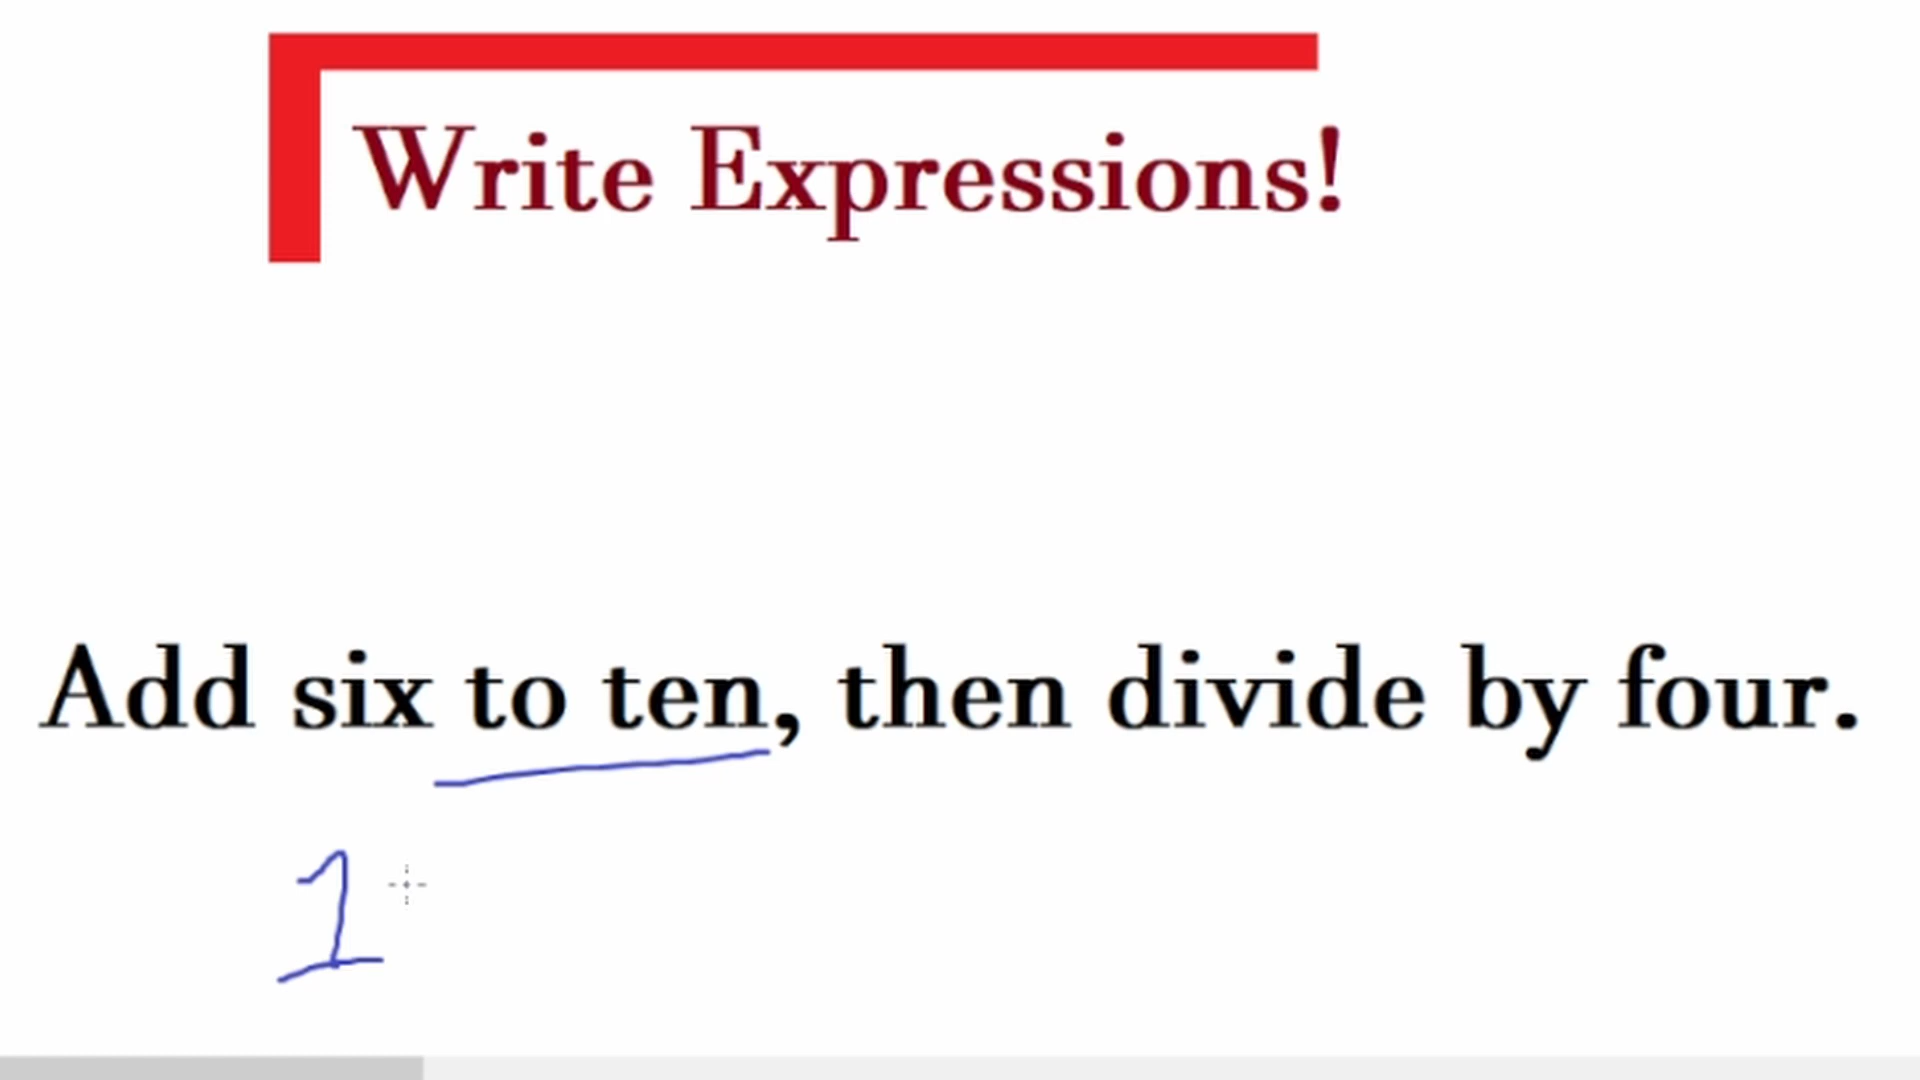 Write Expressions!
Add six to ten, then divide by four.
1